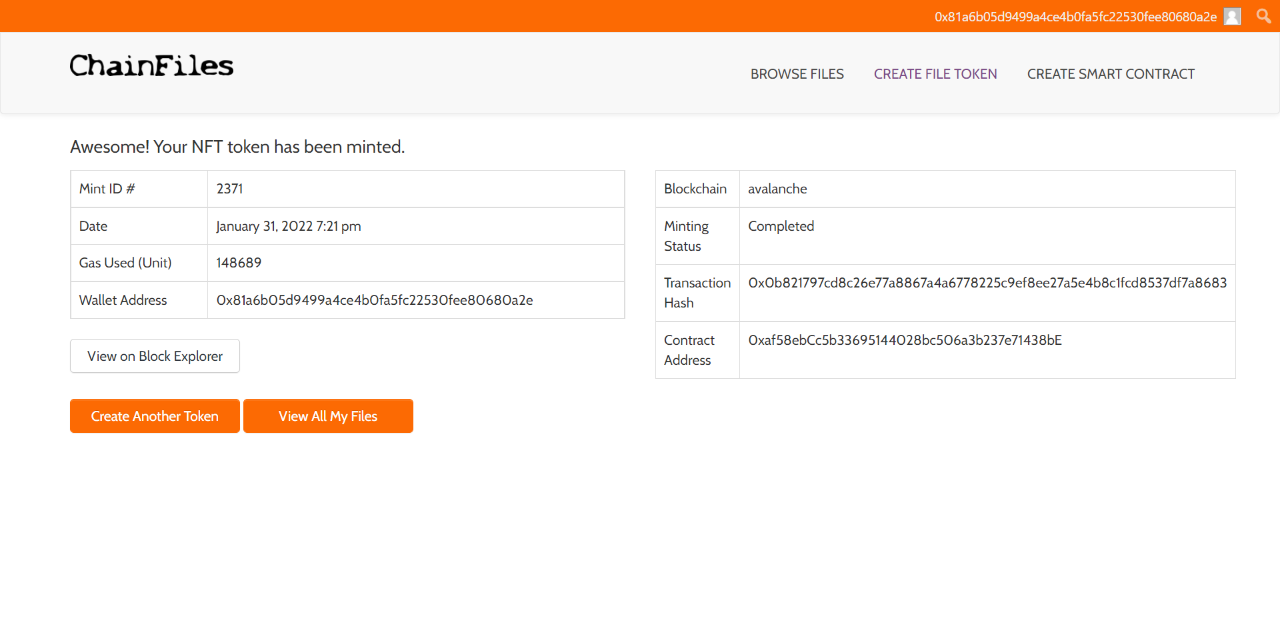 0x81a6b05d9499a4ce4b0fa5fc22530fee80680a2e
ChainFiles
BROWSE FILES CREATE FILE TOKEN CREATE SMART CONTRACT
Awesome! Your NFT token has been minted.
Mint ID # 2371
Date January 31, 2022 7:21 pm
Gas Used (Unit) 148689
Wallet Address 0x81a6b05d9499a4ce4b0fa5fc22530fee80680a2e
View on Block Explorer
Create Another Token View All My Files
Blockchain avalanche
Minting Completed
Status
Transaction 0x0b821797cd8c26e77a8867a4a6778225c9ef8ee27a5e4b8c1fcd8537df7a8683
Hash
Contract 0xaf58ebCc5b33695144028bc506a3b237e71438bE
Address